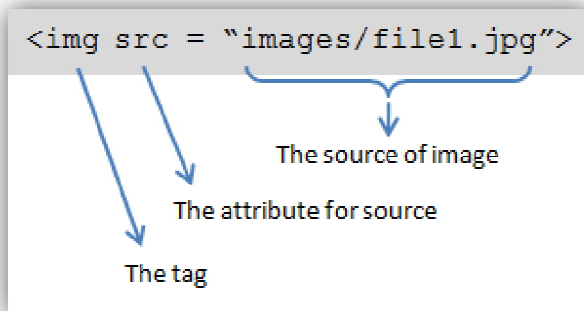 <img src = “images/file1.jpg”>
The source of image
The attribute for source
The tag